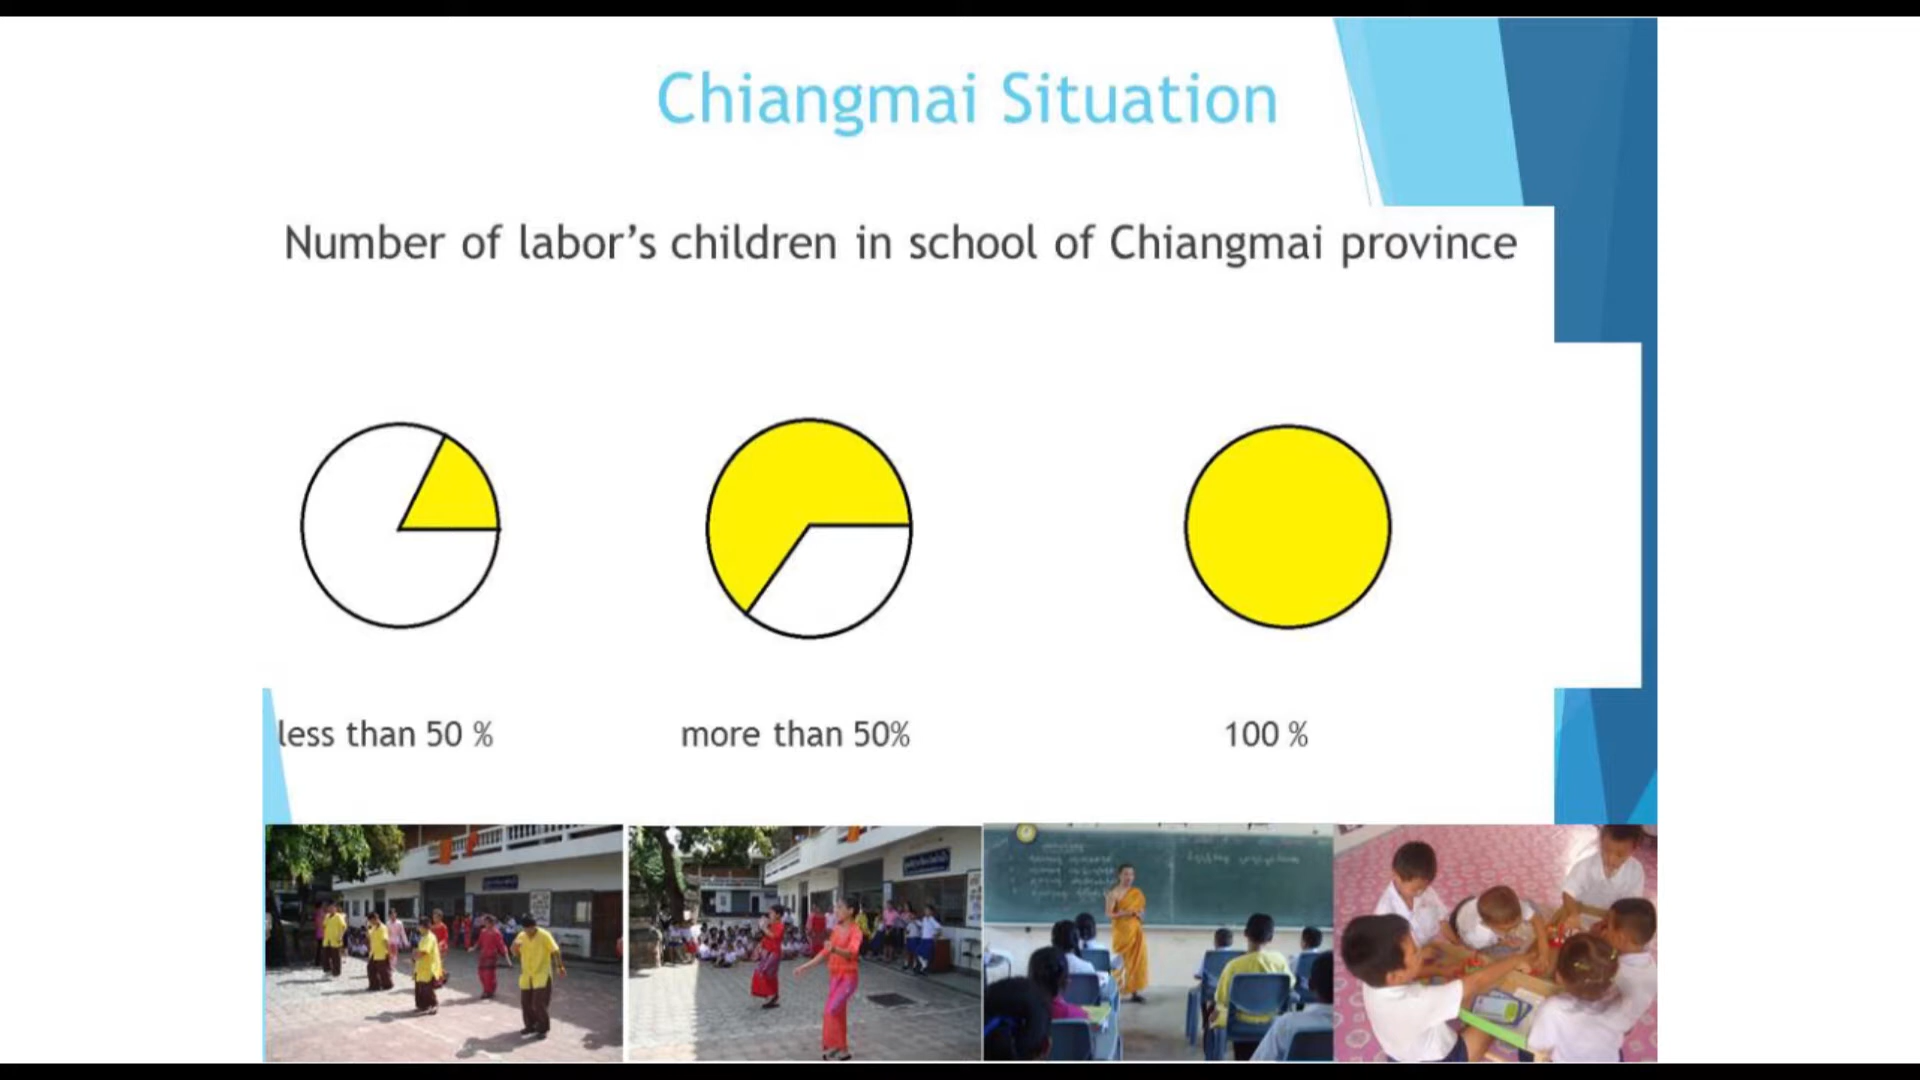 Chiangmai Situation
Number of labor’s children in school of Chiangmai province
less than 50 %
more than 50%
100 %